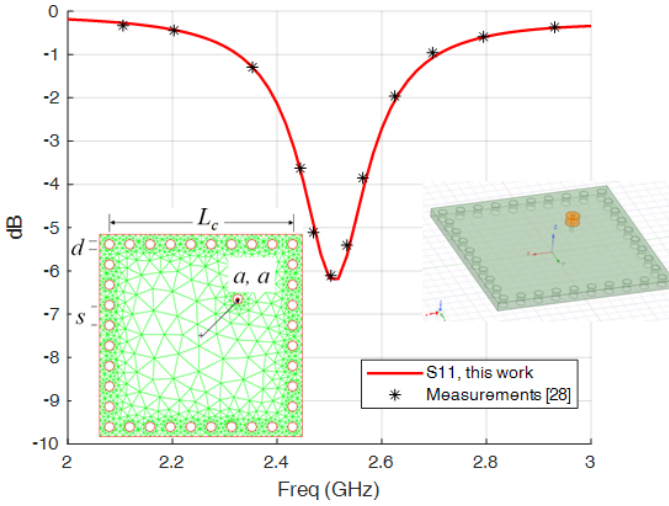 0
-1
-2
-3
-4
-5
-6
-7
-8
-9
-10
dB
2
2.2
2.4
2.6
2.8
3
Freq (GHz)
L_c
d
a, a
s
S11, this work
Measurements [28]